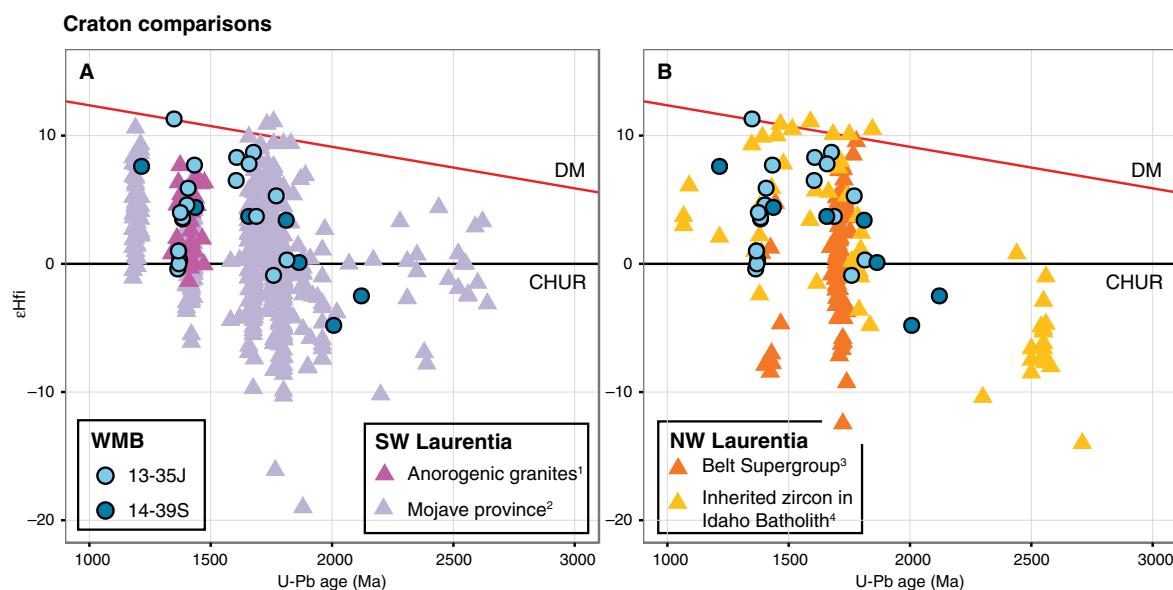 Craton comparisons
A
10
0
−10
−20
εHfi
DM
CHUR
WMB
13-35J
14-39S
SW Laurentia
Anorogenic granites¹
Mojave province²
1000 1500 2000 2500 3000
U-Pb age (Ma)
B
10
0
−10
−20
DM
CHUR
NW Laurentia
Belt Supergroup³
Inherited zircon in
Idaho Batholith⁴
1000 1500 2000 2500 3000
U-Pb age (Ma)